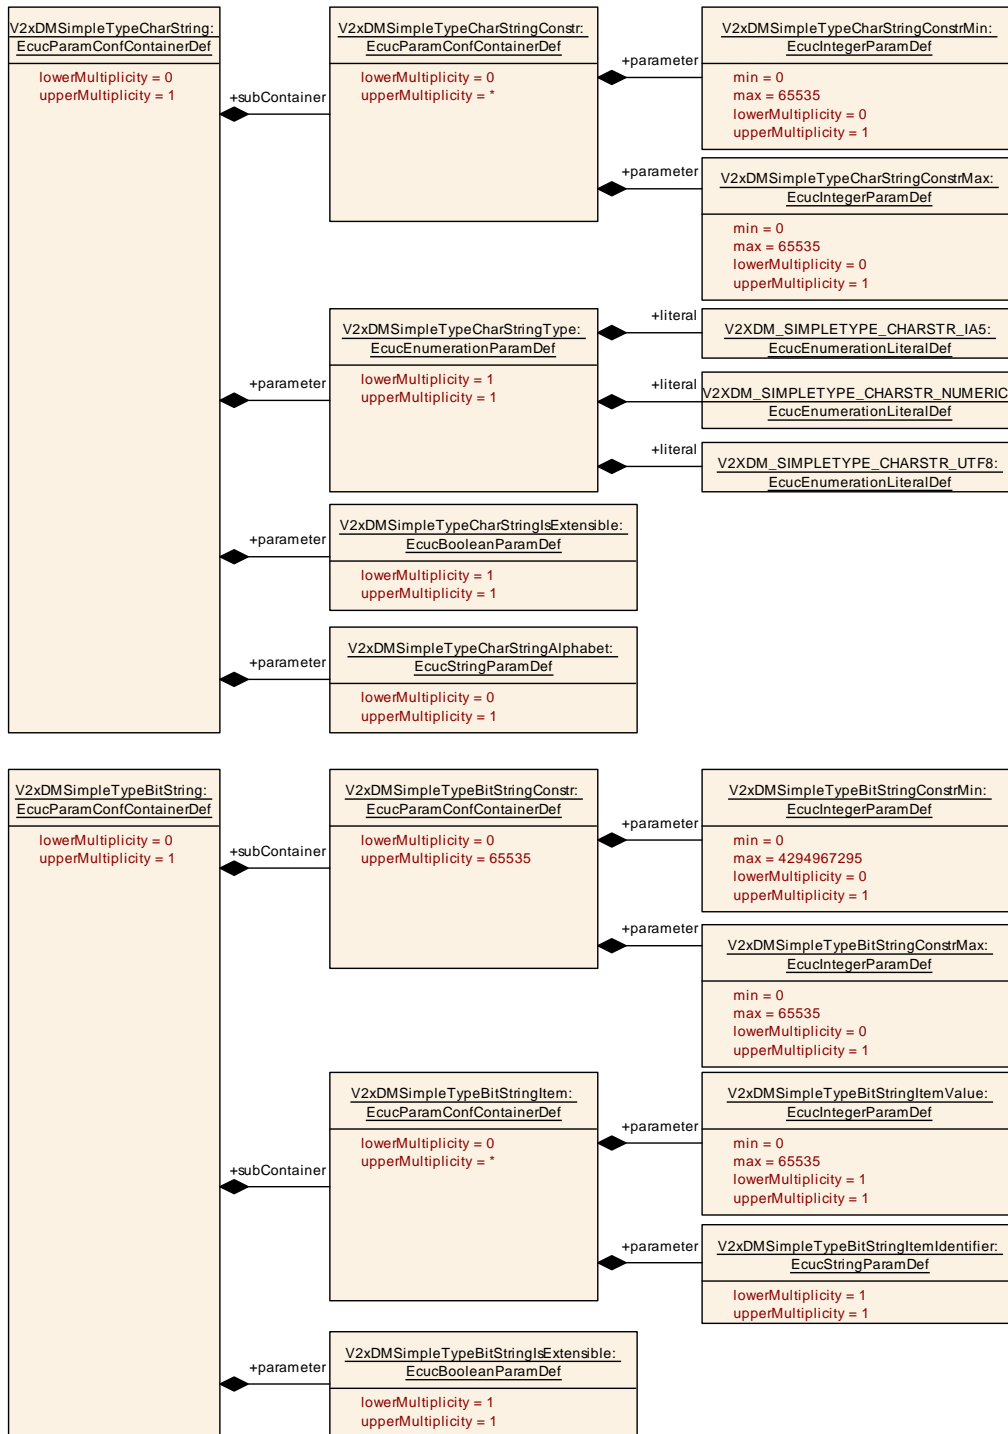 V2xDMSimpleTypeCharString:
EcucParamConfContainerDef
lowerMultiplicity = 0
upperMultiplicity = 1
+subContainer
V2xDMSimpleTypeCharStringConstr:
EcucParamConfContainerDef
lowerMultiplicity = 0
upperMultiplicity = *
+parameter
V2xDMSimpleTypeCharStringConstrMin:
EcucIntegerParamDef
min = 0
max = 65535
lowerMultiplicity = 0
upperMultiplicity = 1
+parameter
V2xDMSimpleTypeCharStringConstrMax:
EcucIntegerParamDef
min = 0
max = 65535
lowerMultiplicity = 0
upperMultiplicity = 1
+parameter
V2xDMSimpleTypeCharStringType:
EcucEnumerationParamDef
lowerMultiplicity = 1
upperMultiplicity = 1
+literal
V2XDM_SIMPLETYPE_CHARSTR_IA5:
EcucEnumerationLiteralDef
+literal
V2XDM_SIMPLETYPE_CHARSTR_NUMERIC
EcucEnumerationLiteralDef
+literal
V2XDM_SIMPLETYPE_CHARSTR_UTF8:
EcucEnumerationLiteralDef
+parameter
V2xDMSimpleTypeCharStringIsExtensible:
EcucBooleanParamDef
lowerMultiplicity = 1
upperMultiplicity = 1
+parameter
V2xDMSimpleTypeCharStringAlphabet:
EcucStringParamDef
lowerMultiplicity = 0
upperMultiplicity = 1
V2xDMSimpleTypeBitString:
EcucParamConfContainerDef
lowerMultiplicity = 0
upperMultiplicity = 1
+subContainer
V2xDMSimpleTypeBitStringConstr:
EcucParamConfContainerDef
lowerMultiplicity = 0
upperMultiplicity = 65535
+parameter
V2xDMSimpleTypeBitStringConstrMin:
EcucIntegerParamDef
min = 0
max = 4294967295
lowerMultiplicity = 0
upperMultiplicity = 1
+parameter
V2xDMSimpleTypeBitStringConstrMax:
EcucIntegerParamDef
min = 0
max = 65535
lowerMultiplicity = 0
upperMultiplicity = 1
+subContainer
V2xDMSimpleTypeBitStringItem:
EcucParamConfContainerDef
lowerMultiplicity = 0
upperMultiplicity = *
+parameter
V2xDMSimpleTypeBitStringItemValue:
EcucIntegerParamDef
min = 0
max = 65535
lowerMultiplicity = 1
upperMultiplicity = 1
+parameter
V2xDMSimpleTypeBitStringItemIdentifier:
EcucStringParamDef
lowerMultiplicity = 1
upperMultiplicity = 1
+parameter
V2xDMSimpleTypeBitStringIsExtensible:
EcucBooleanParamDef
lowerMultiplicity = 1
upperMultiplicity = 1